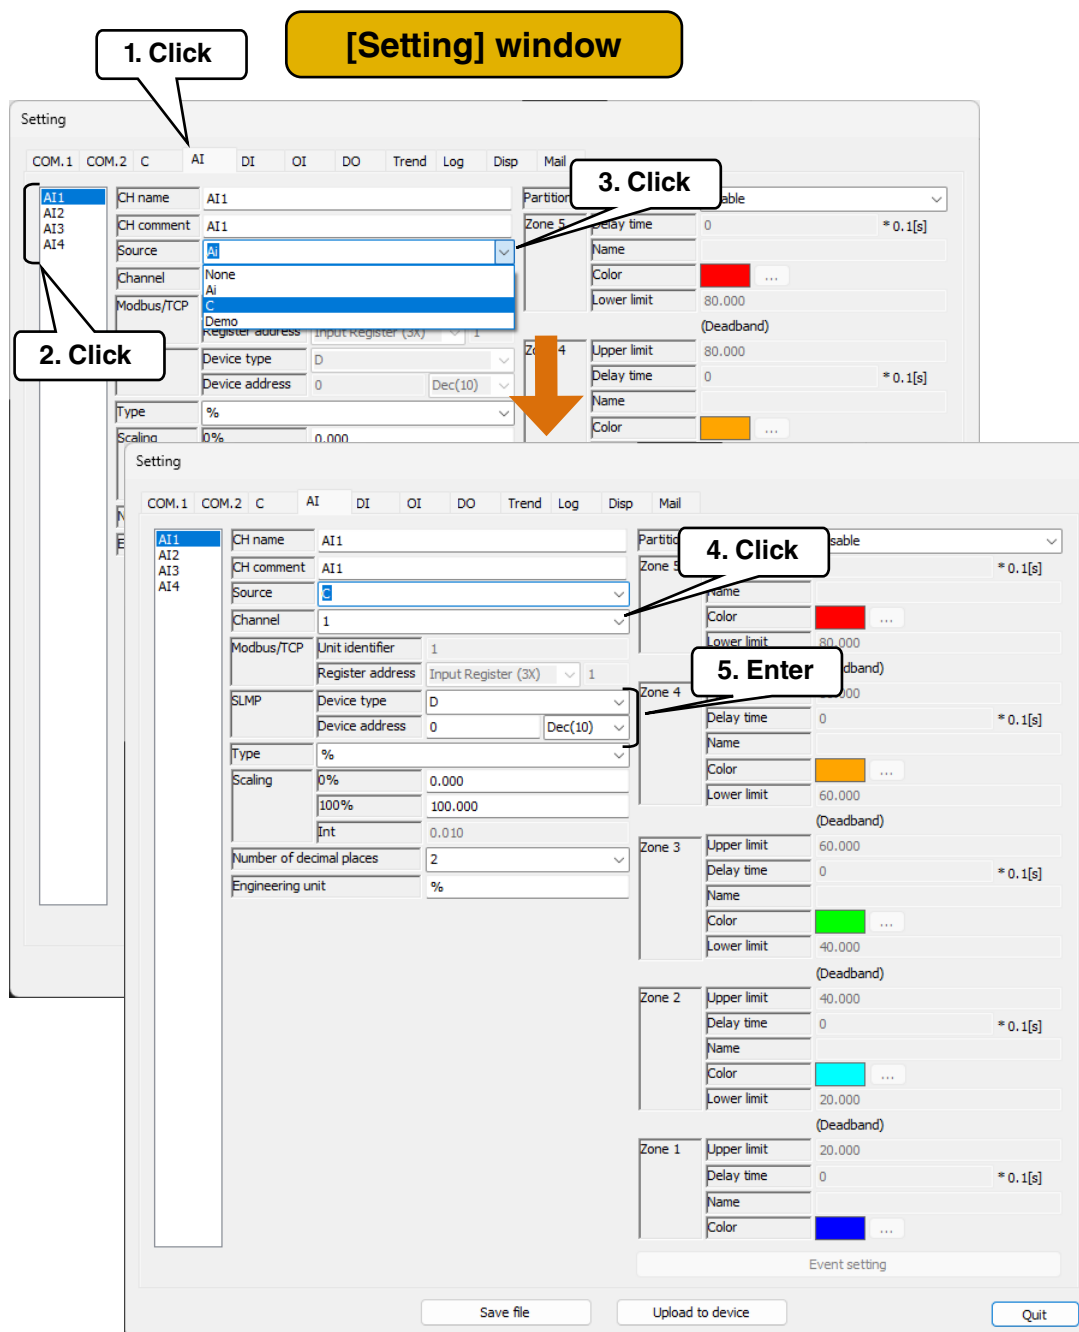 [Setting] window
1. Click
Setting
COM.1 COM.2 C AI DI OI DO Trend Log Disp Mail
3. Click
AI1
AI2
AI3
AI4
CH name AI1
CH comment AI1
Source Ai
None
Ai
C
Demo
Channel
Modbus/TCP
Register address Input Register (3X) 1
2. Click
Device type D
Device address 0 Dec(10)
Type %
Scaling 0% 0.000
Partition
Zone 5 Delay time 0 * 0.1[s]
Name
Color ...
Lower limit 80.000
(Deadband)
Upper limit 80.000
Delay time 0 * 0.1[s]
Name
Color ...
Setting
COM.1 COM.2 C AI DI OI DO Trend Log Disp Mail
4. Click
5. Enter
AI1
AI2
AI3
AI4
CH name AI1
CH comment AI1
Source C
Channel 1
Modbus/TCP Unit identifier 1
Register address Input Register (3X) 1
SLMP Device type D
Device address 0 Dec(10)
Type %
Scaling 0% 0.000
100% 100.000
Int 0.010
Number of decimal places 2
Engineering unit %
Zone 5 * 0.1[s]
Name
Color ...
Lower limit 80.000
Zone 4
Delay time 0 * 0.1[s]
Name
Color ...
Lower limit 60.000
(Deadband)
Zone 3 Upper limit 60.000
Delay time 0 * 0.1[s]
Name
Color ...
Lower limit 40.000
(Deadband)
Zone 2 Upper limit 40.000
Delay time 0 * 0.1[s]
Name
Color ...
Lower limit 20.000
(Deadband)
Zone 1 Upper limit 20.000
Delay time 0 * 0.1[s]
Name
Color ...
Event setting
Save file Upload to device Quit